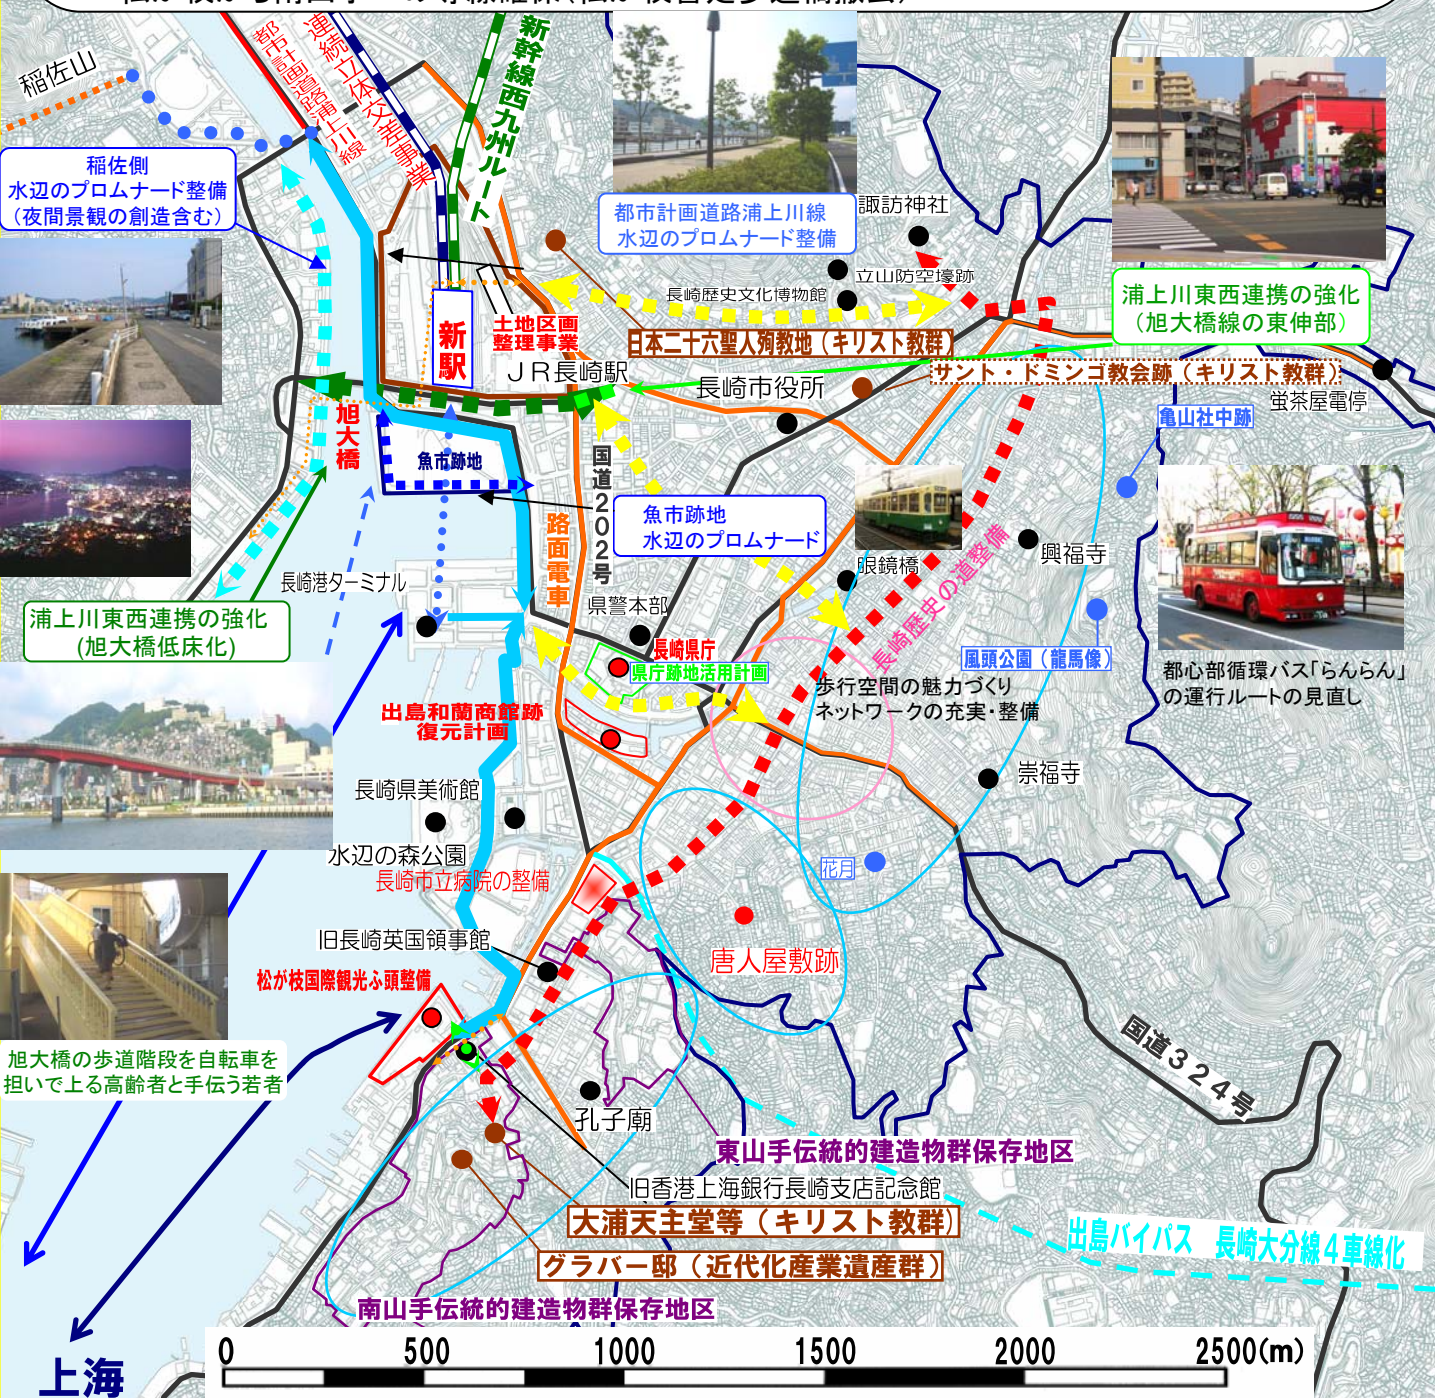 稲佐山
都市計画道路浦上川線
連続立体交差事業
新幹線西九州ルート
稲佐側
水辺のプロムナード整備
(夜間景観の創造含む)
都市計画道路浦上川線
水辺のプロムナード整備
諏訪神社
立山防空壕跡
長崎歴史文化博物館
浦上川東西連携の強化
(旭大橋線の東伸部)
新駅
土地区画
整理事業
日本二十六聖人殉教地(キリスト教群)
JR長崎駅
長崎市役所
サント・ドミンゴ教会跡(キリスト教群)
蛍茶屋電停
旭大橋
亀山社中跡
魚市跡地
国道202号
魚市跡地
水辺のプロムナード
路面電車
長崎港ターミナル
眼鏡橋
興福寺
長崎歴史の道整備
浦上川東西連携の強化
(旭大橋低床化)
県警本部
長崎県庁
県庁跡地活用計画
風頭公園(龍馬像)
歩行空間の魅力づくり
ネットワークの充実・整備
都心部循環バス「らんらん」
の運行ルートの見直し
出島和蘭商館跡
復元計画
崇福寺
長崎県美術館
水辺の森公園
長崎市立病院の整備
花月
旧長崎英国領事館
唐人屋敷跡
松が枝国際観光ふ頭整備
旭大橋の歩道階段を自転車を
担いで上る高齢者と手伝う若者
国道324号
孔子廟
東山手伝統的建造物群保存地区
旧香港上海銀行長崎支店記念館
大浦天主堂等(キリスト教群)
出島バイパス 長崎大分線4車線化
グラバー邸(近代化産業遺産群)
南山手伝統的建造物群保存地区
上海
0 500 1000 1500 2000 2500(m)